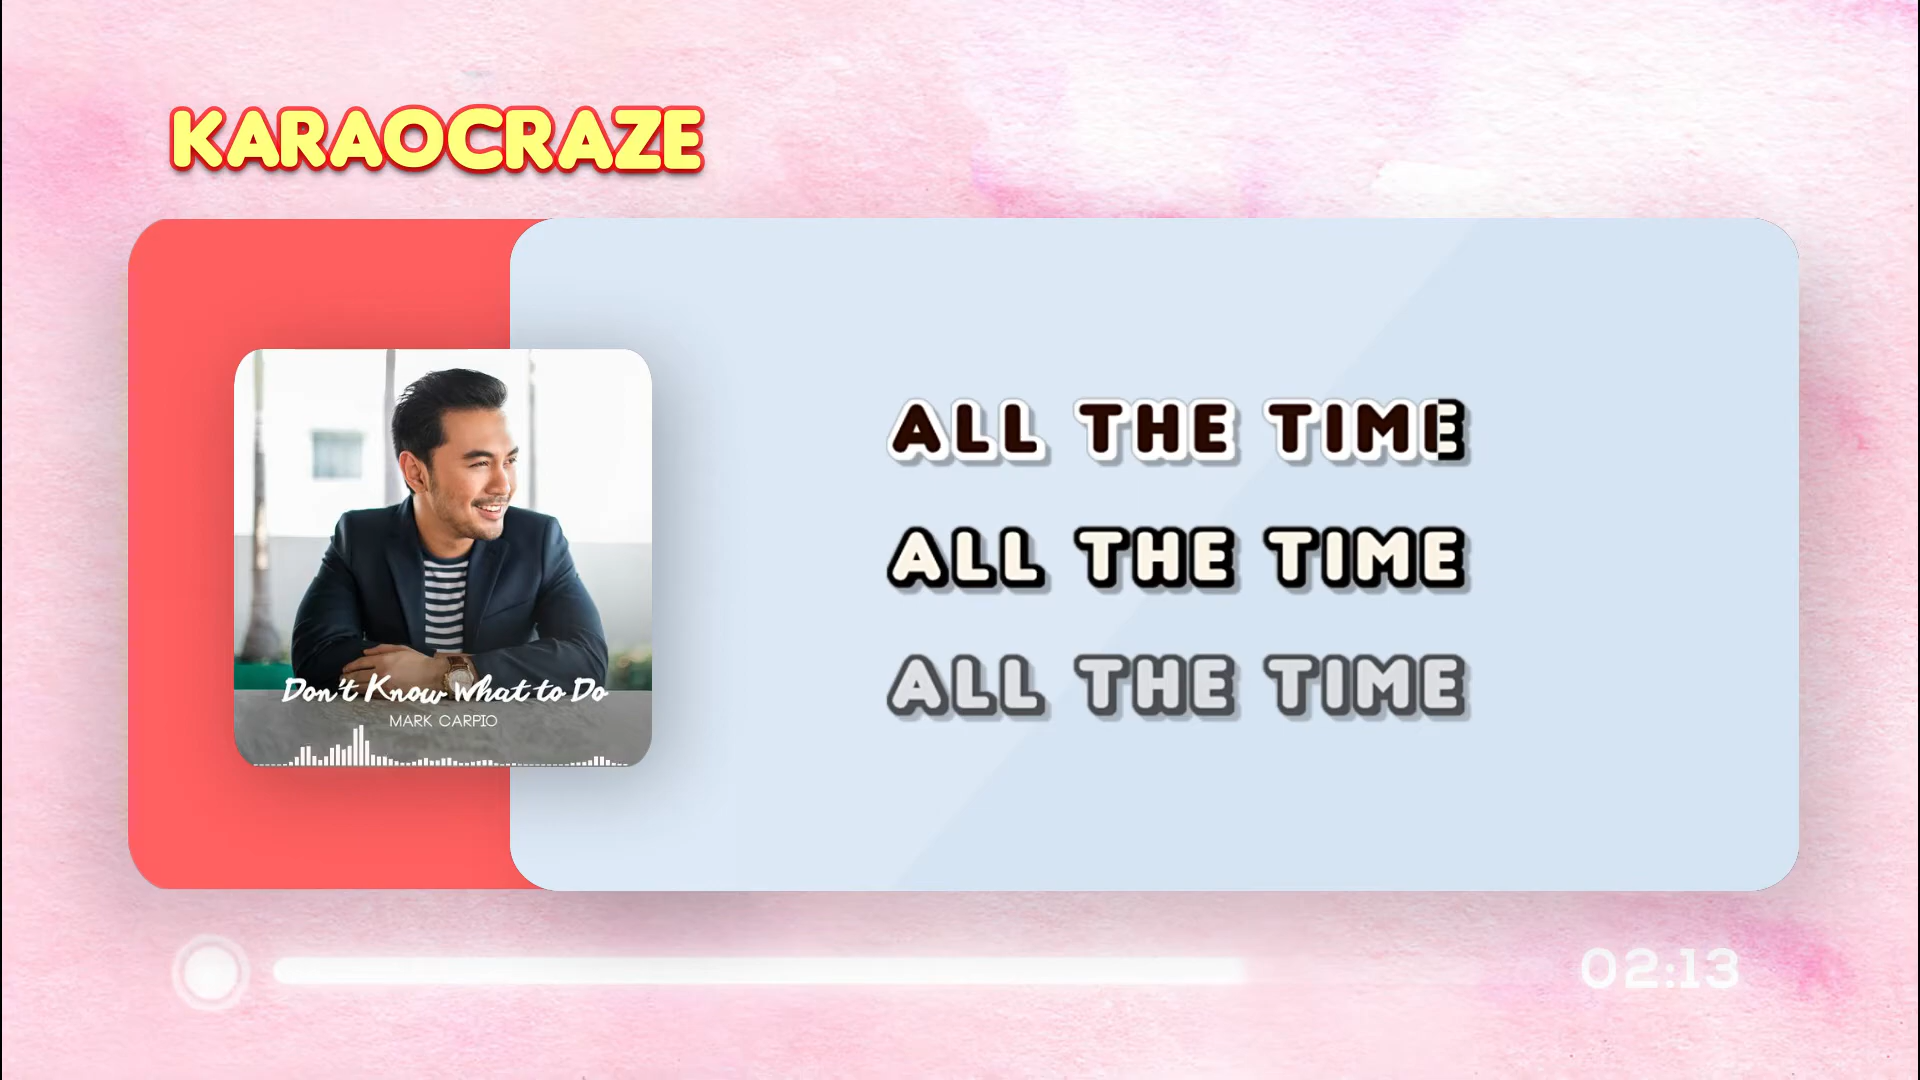 KARAOCRAZE
ALL THE TIME
ALL THE TIME
ALL THE TIME
Don't Know What to Do
MARK CARPIO
02:13